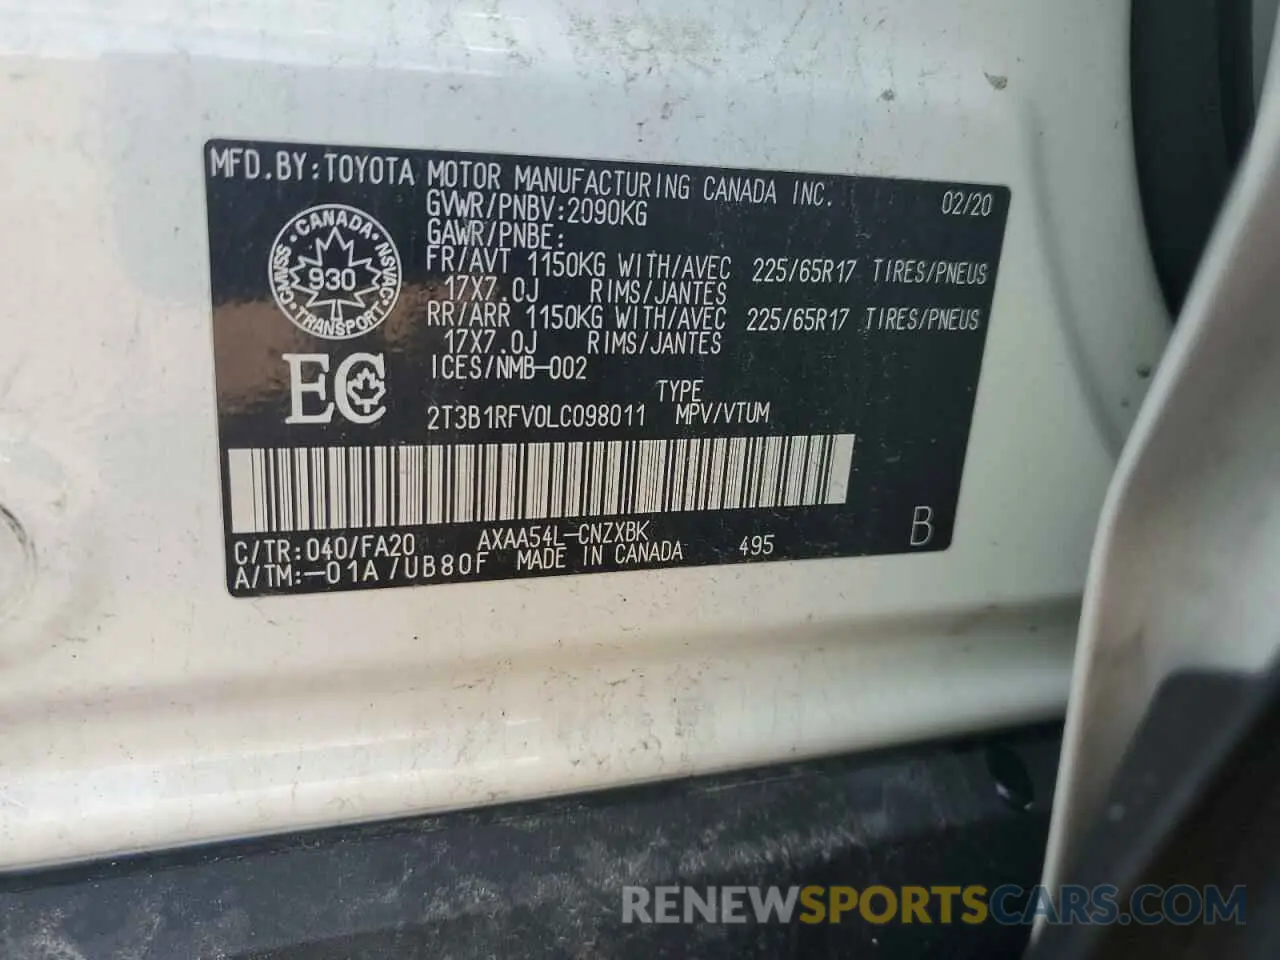 MFD.BY:TOYOTA MOTOR MANUFACTURING CANADA INC. 02/20
GVWR/PNBV:2090KG
GAWR/PNBE:
FR/AVT 1150KG WITH/AVEC 225/65R17 TIRES/PNEUS
17X7.0J RIMS/JANTES
RR/ARR 1150KG WITH/AVEC 225/65R17 TIRES/PNEUS
17X7.0J RIMS/JANTES
ICES/NMB-002
CANADA · NSVAC · TRANSPORT · CMVSS ·
930
EC
TYPE
2T3B1RFV0LC098011 MPV/VTUM
C/TR:040/FA20 AXAA54L-CNZXBK
A/TM:-01A/UB80F MADE IN CANADA 495 B
RENEWSPORTSCARS.COM